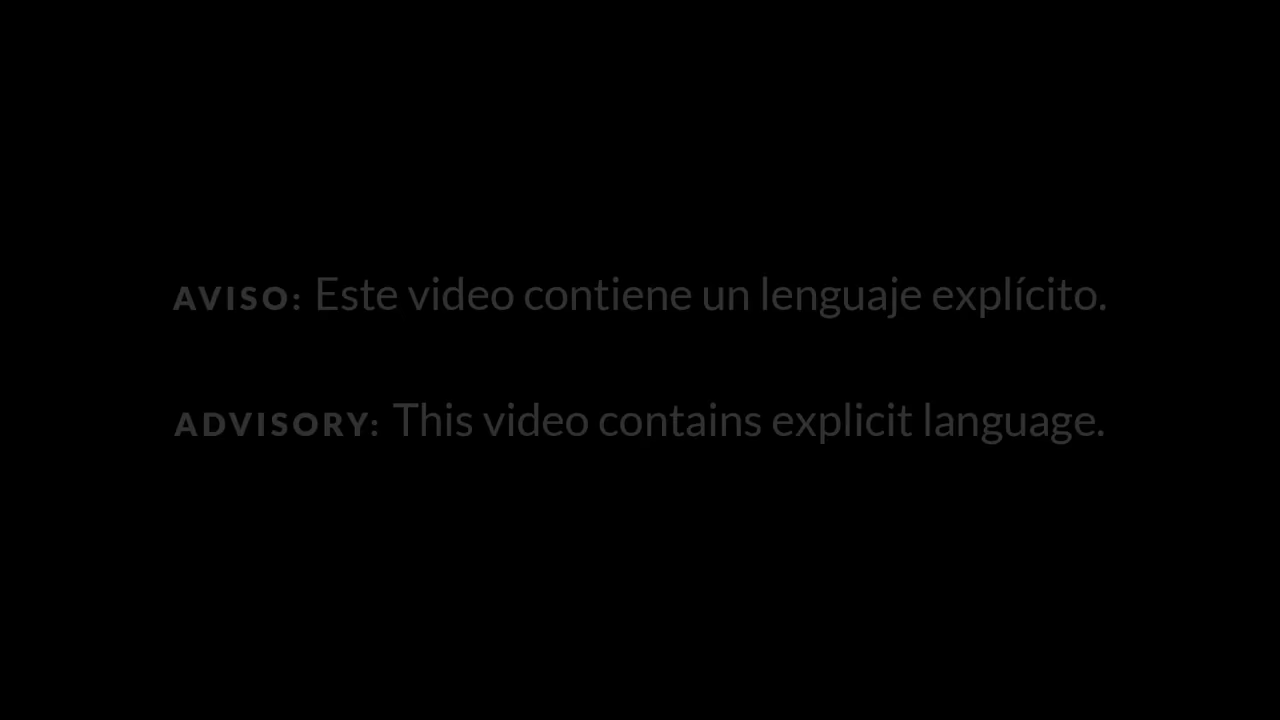 AVISO: Este video contiene un lenguaje explícito.
ADVISORY: This video contains explicit language.